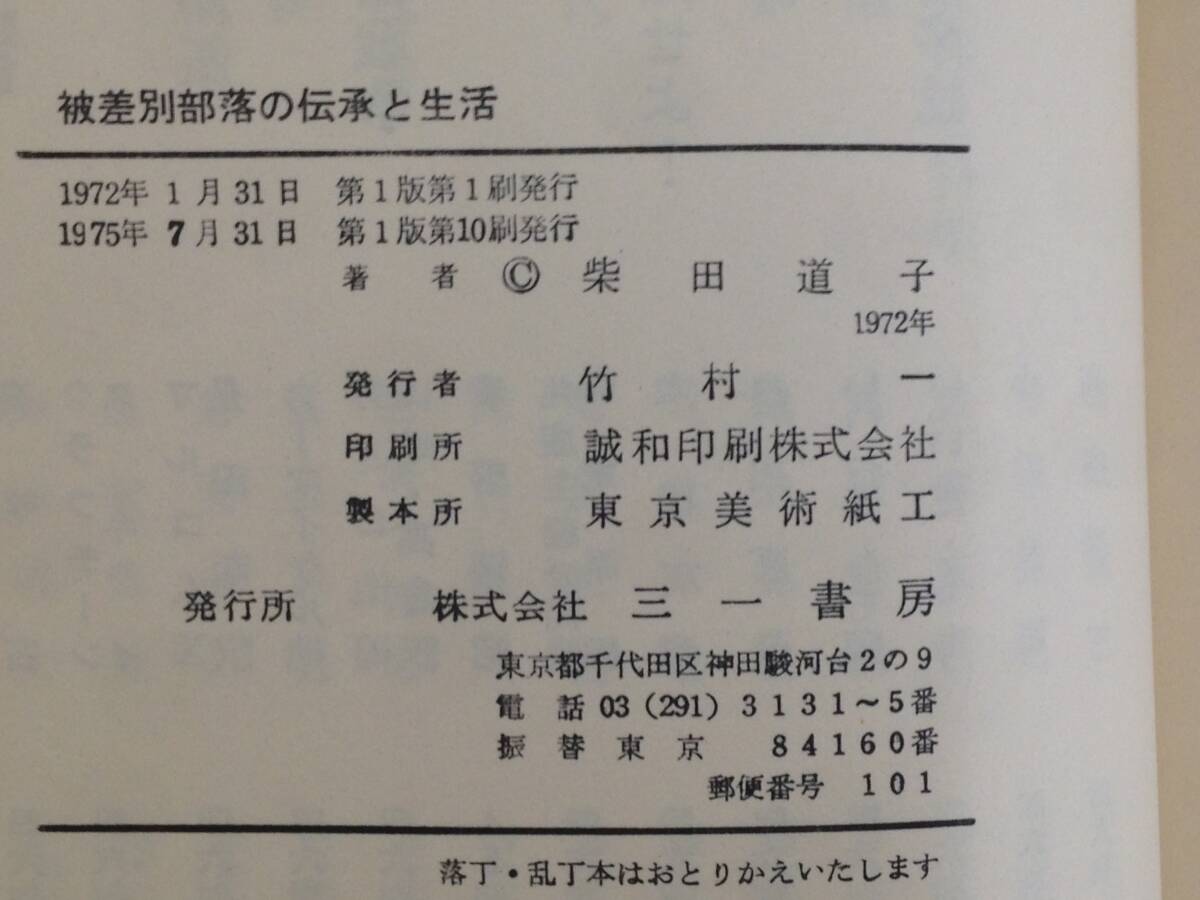 被差別部落の伝承と生活
1972年 1月31日 第1版第1刷発行
1975年 7月31日 第1版第10刷発行
著者 ©柴田道子
1972年
発行者 竹村一
印刷所 誠和印刷株式会社
製本所 東京美術紙工
発行所 株式会社 三一書房
東京都千代田区神田駿河台2の9
電話 03(291)3131〜5番
振替東京 84160番
郵便番号 101
落丁・乱丁本はおとりかえいたします